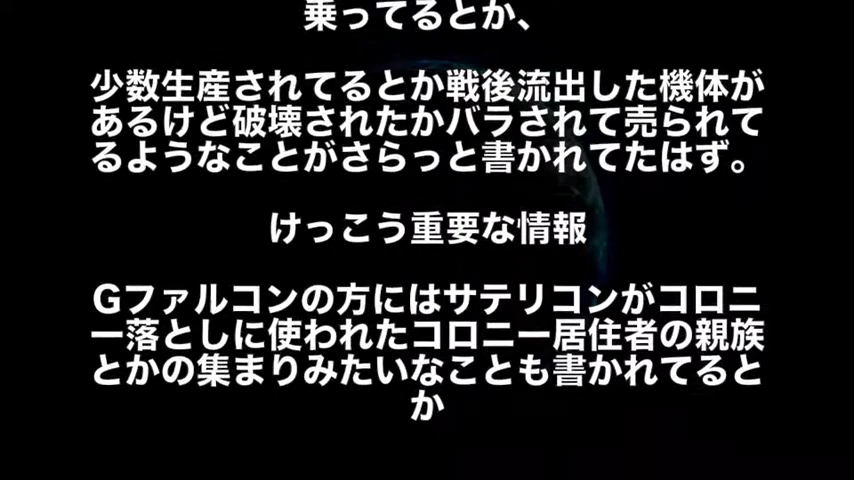 乗ってるとか、
少数生産されてるとか戦後流出した機体が
あるけど破壊されたかバラされて売られて
るようなことがさらっと書かれてたはず。
けっこう重要な情報
Gファルコンの方にはサテリコンがコロニ
ー落としに使われたコロニー居住者の親族
とかの集まりみたいなことも書かれてると
か